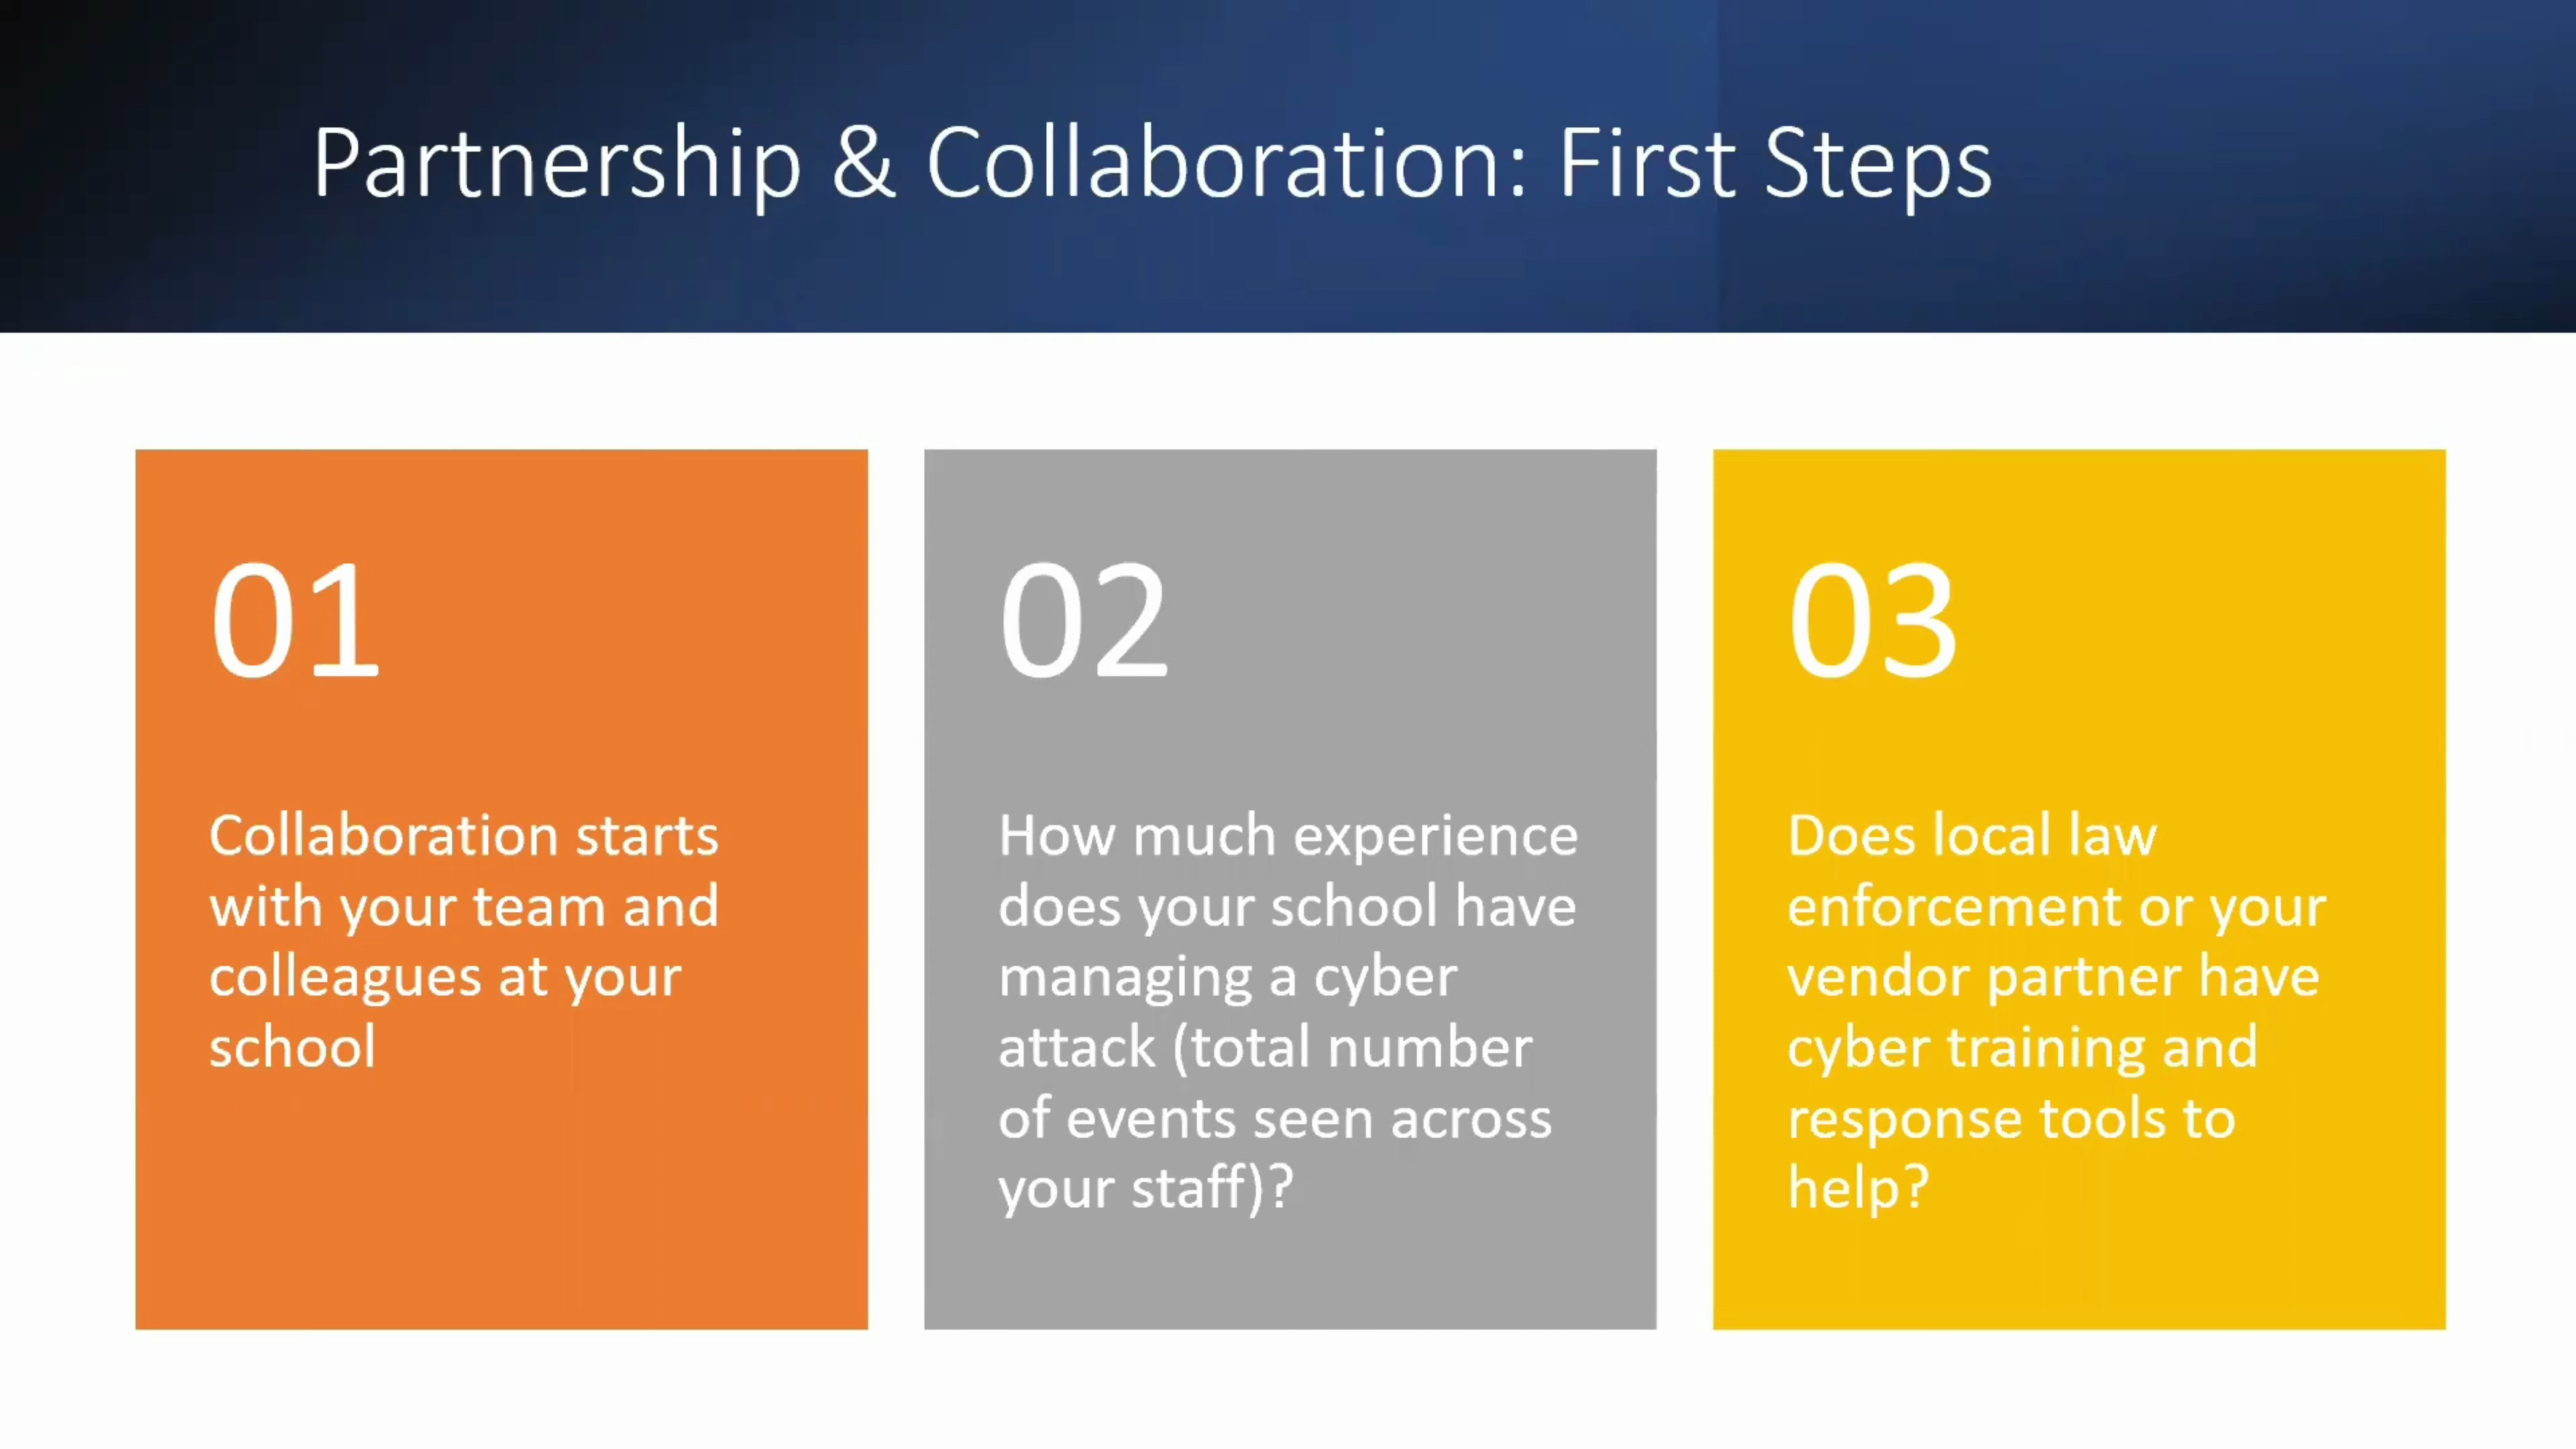 Partnership & Collaboration: First Steps
01
Collaboration starts
with your team and
colleagues at your
school
02
How much experience
does your school have
managing a cyber
attack (total number
of events seen across
your staff)?
03
Does local law
enforcement or your
vendor partner have
cyber training and
response tools to
help?